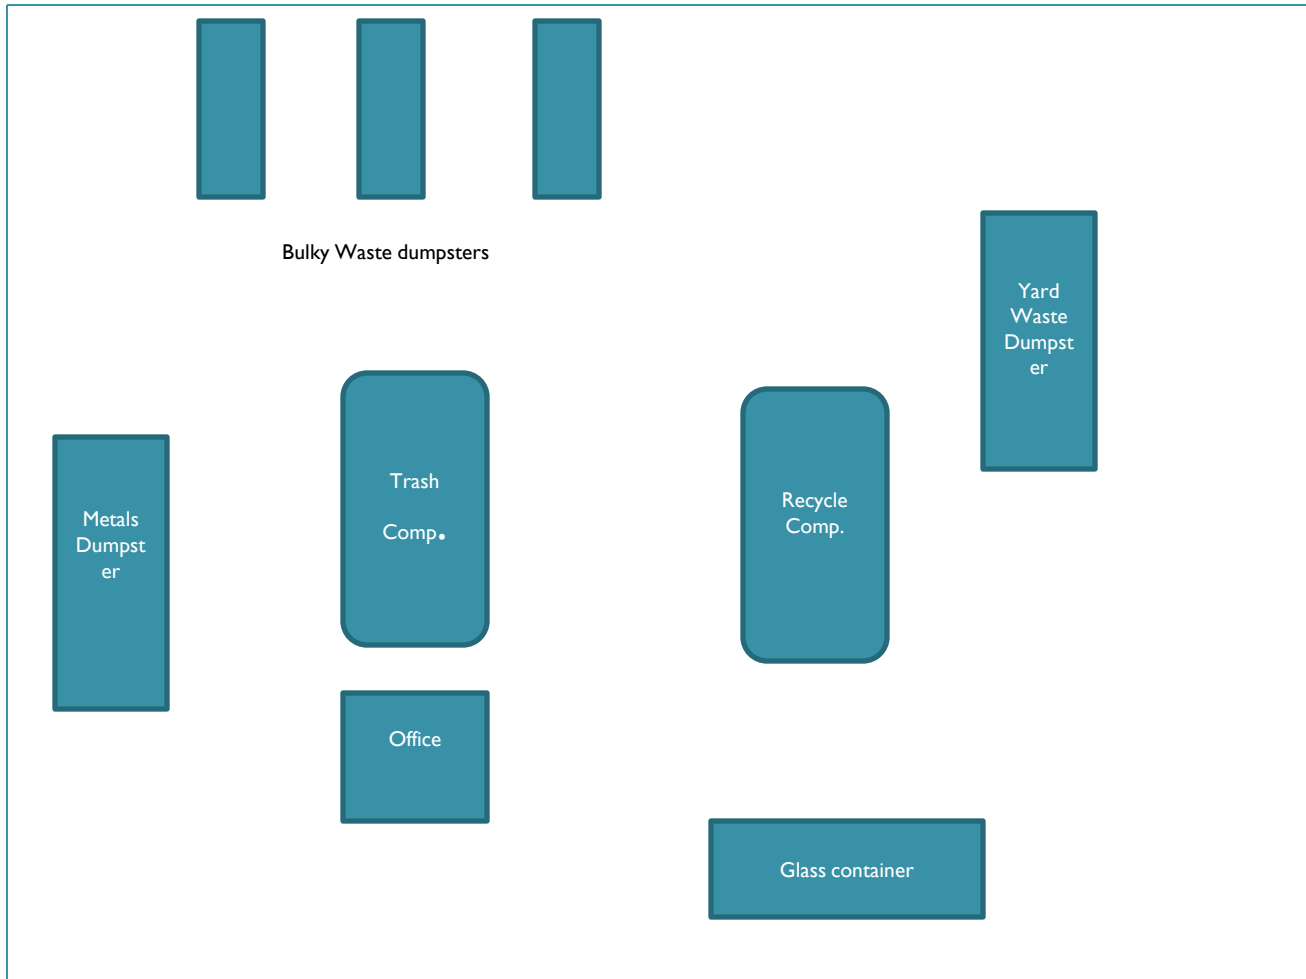 Bulky Waste dumpsters
Yard
Waste
Dumpst
er
Trash
Comp.
Recycle
Comp.
Metals
Dumpst
er
Office
Glass container